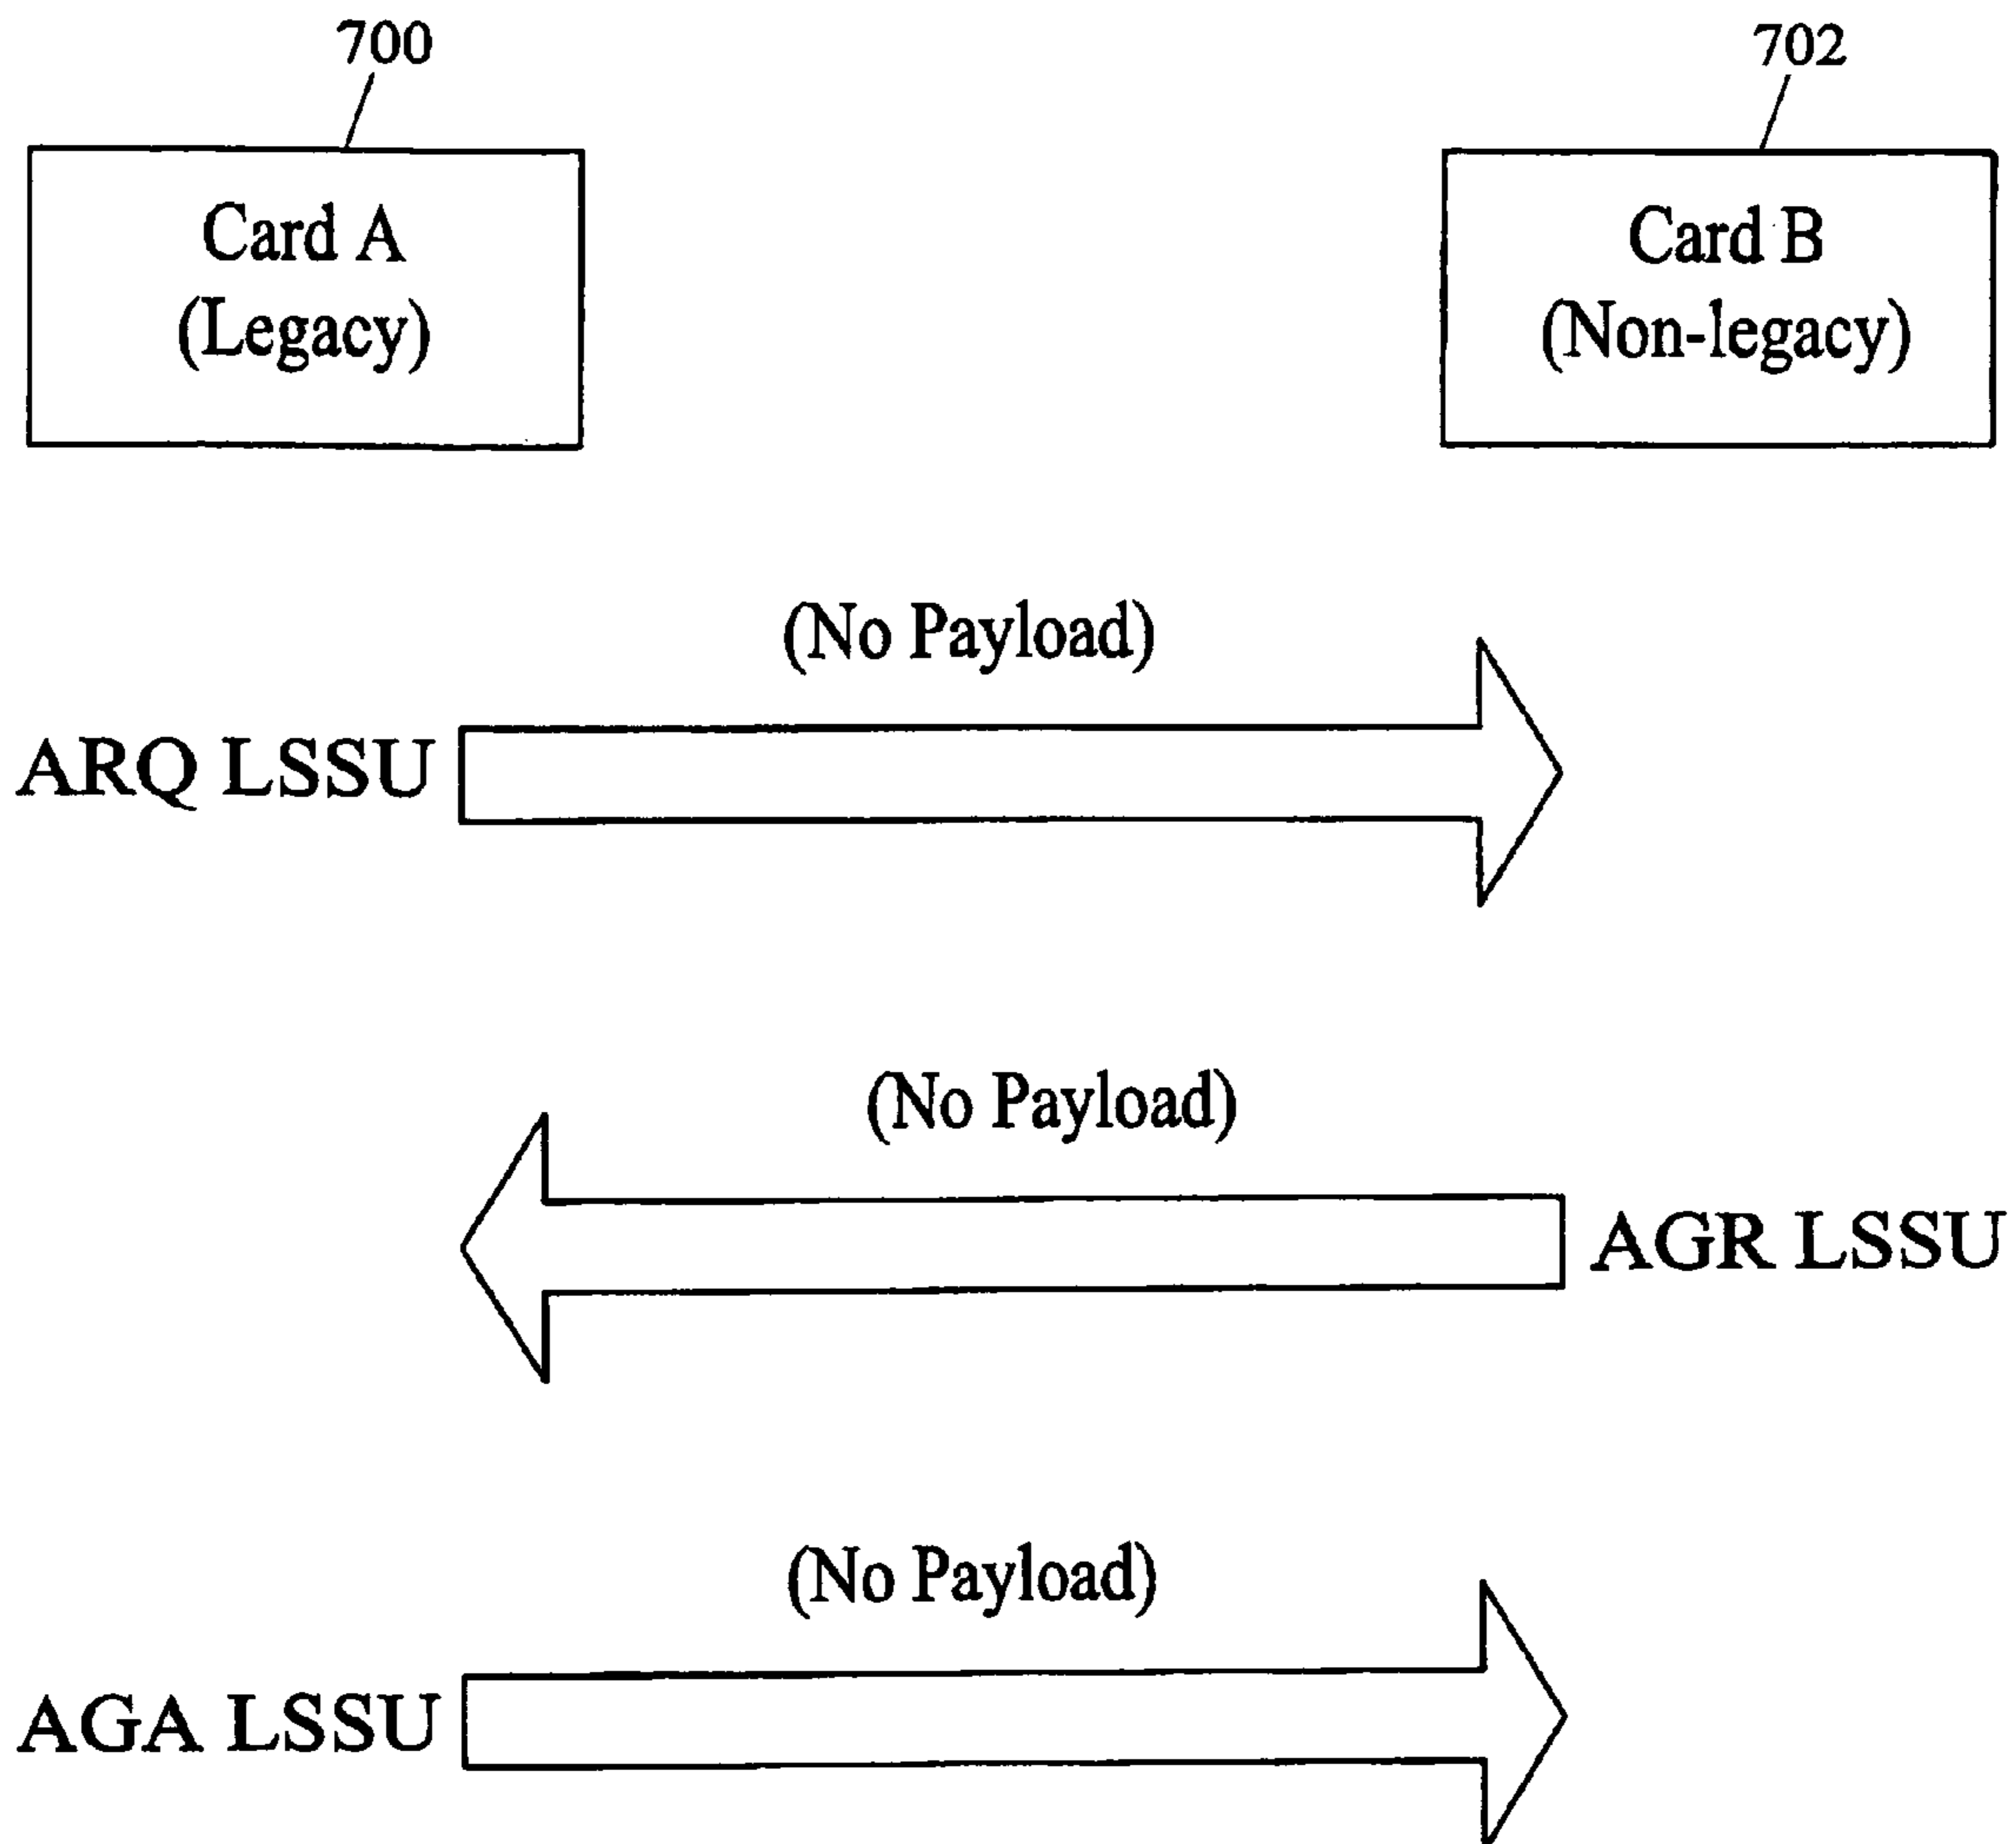 700
702
Card A
(Legacy)
Card B
(Non-legacy)
(No Payload)
ARQ LSSU
(No Payload)
AGR LSSU
(No Payload)
AGA LSSU